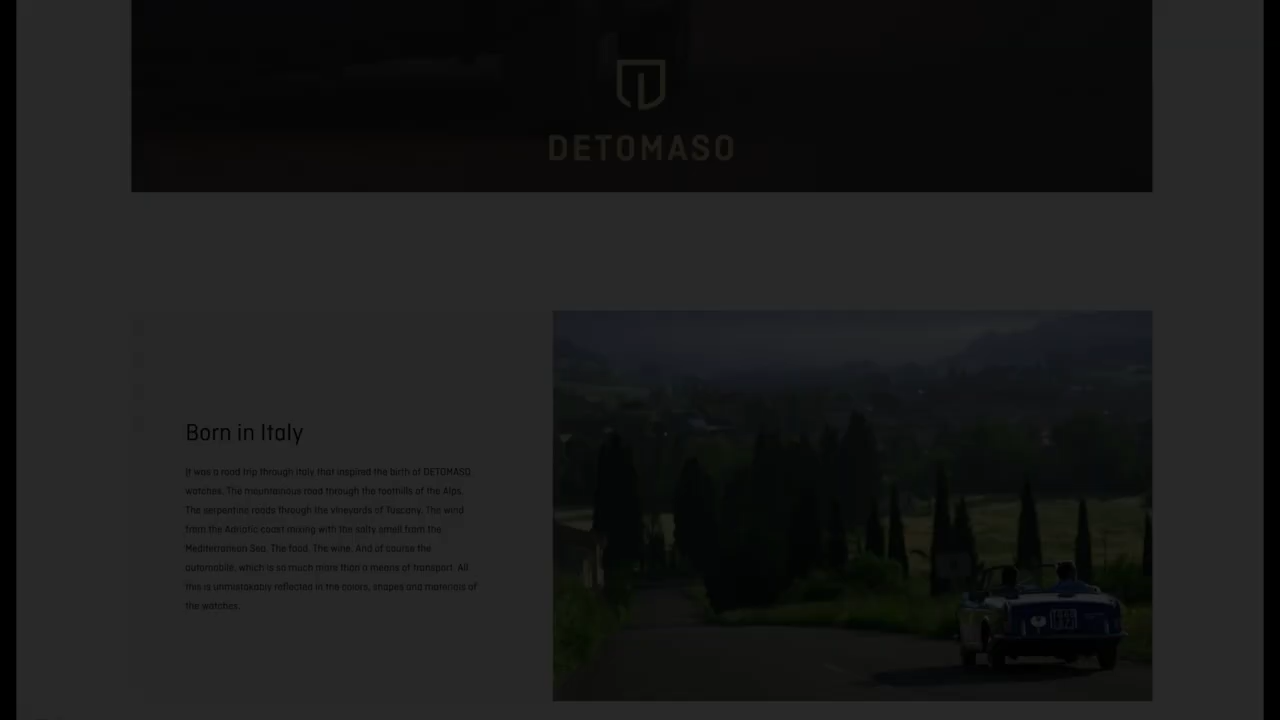 DETOMASO
Born in Italy
It was a road trip through italy that inspired the birth of DETOMASO
watches. The mountainous road through the foothills of the Alps.
The serpentine roads through the vineyards of Tuscany. The wind
from the Adriatic coast mixing with the salty smell from the
Mediterranean Sea. The food. The wine. And of course the
automobile, which is so much more than a means of transport. All
this is unmistakably reflected in the colors, shapes and materials of
the watches.